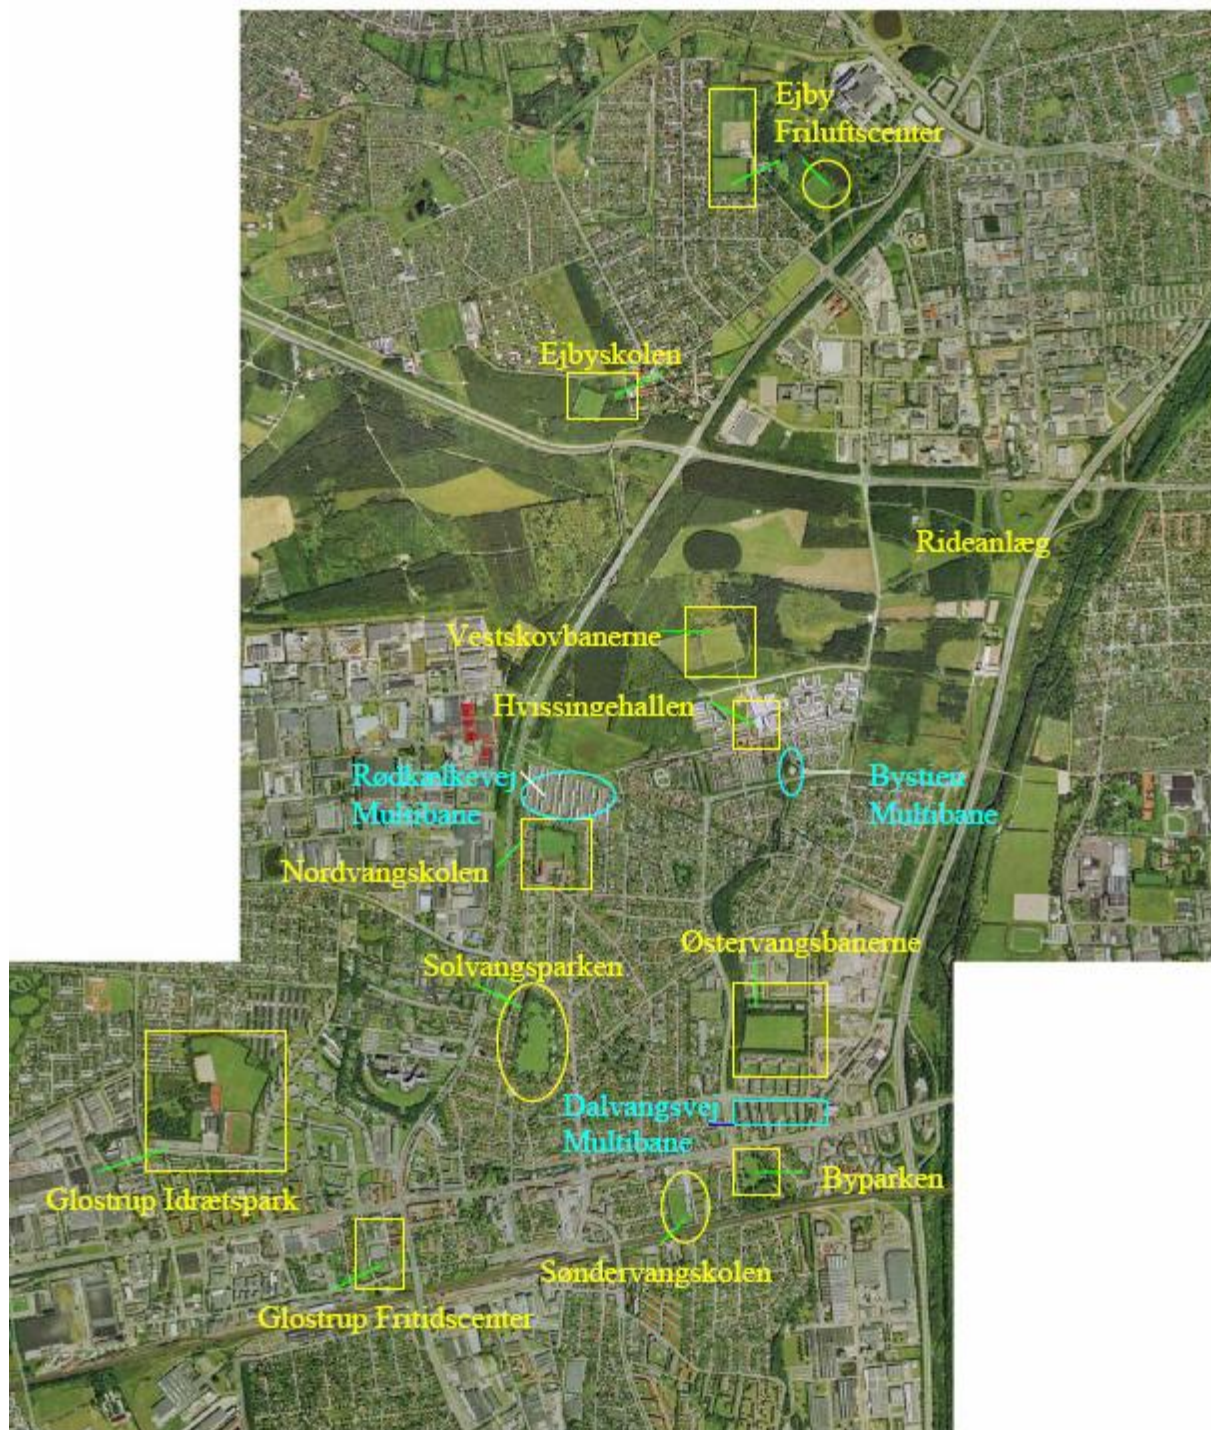 Ejby
Friluftscenter
Ejbyskolen
Rideanlæg
Vestskovbanerne
Hvissingehallen
Rødkælkevej
Multibane
Bystien
Multibane
Nordvangskolen
Østervangsbanerne
Solvangsparken
Dalvangsvej
Multibane
Byparken
Glostrup Idrætspark
Søndervangskolen
Glostrup Fritidscenter